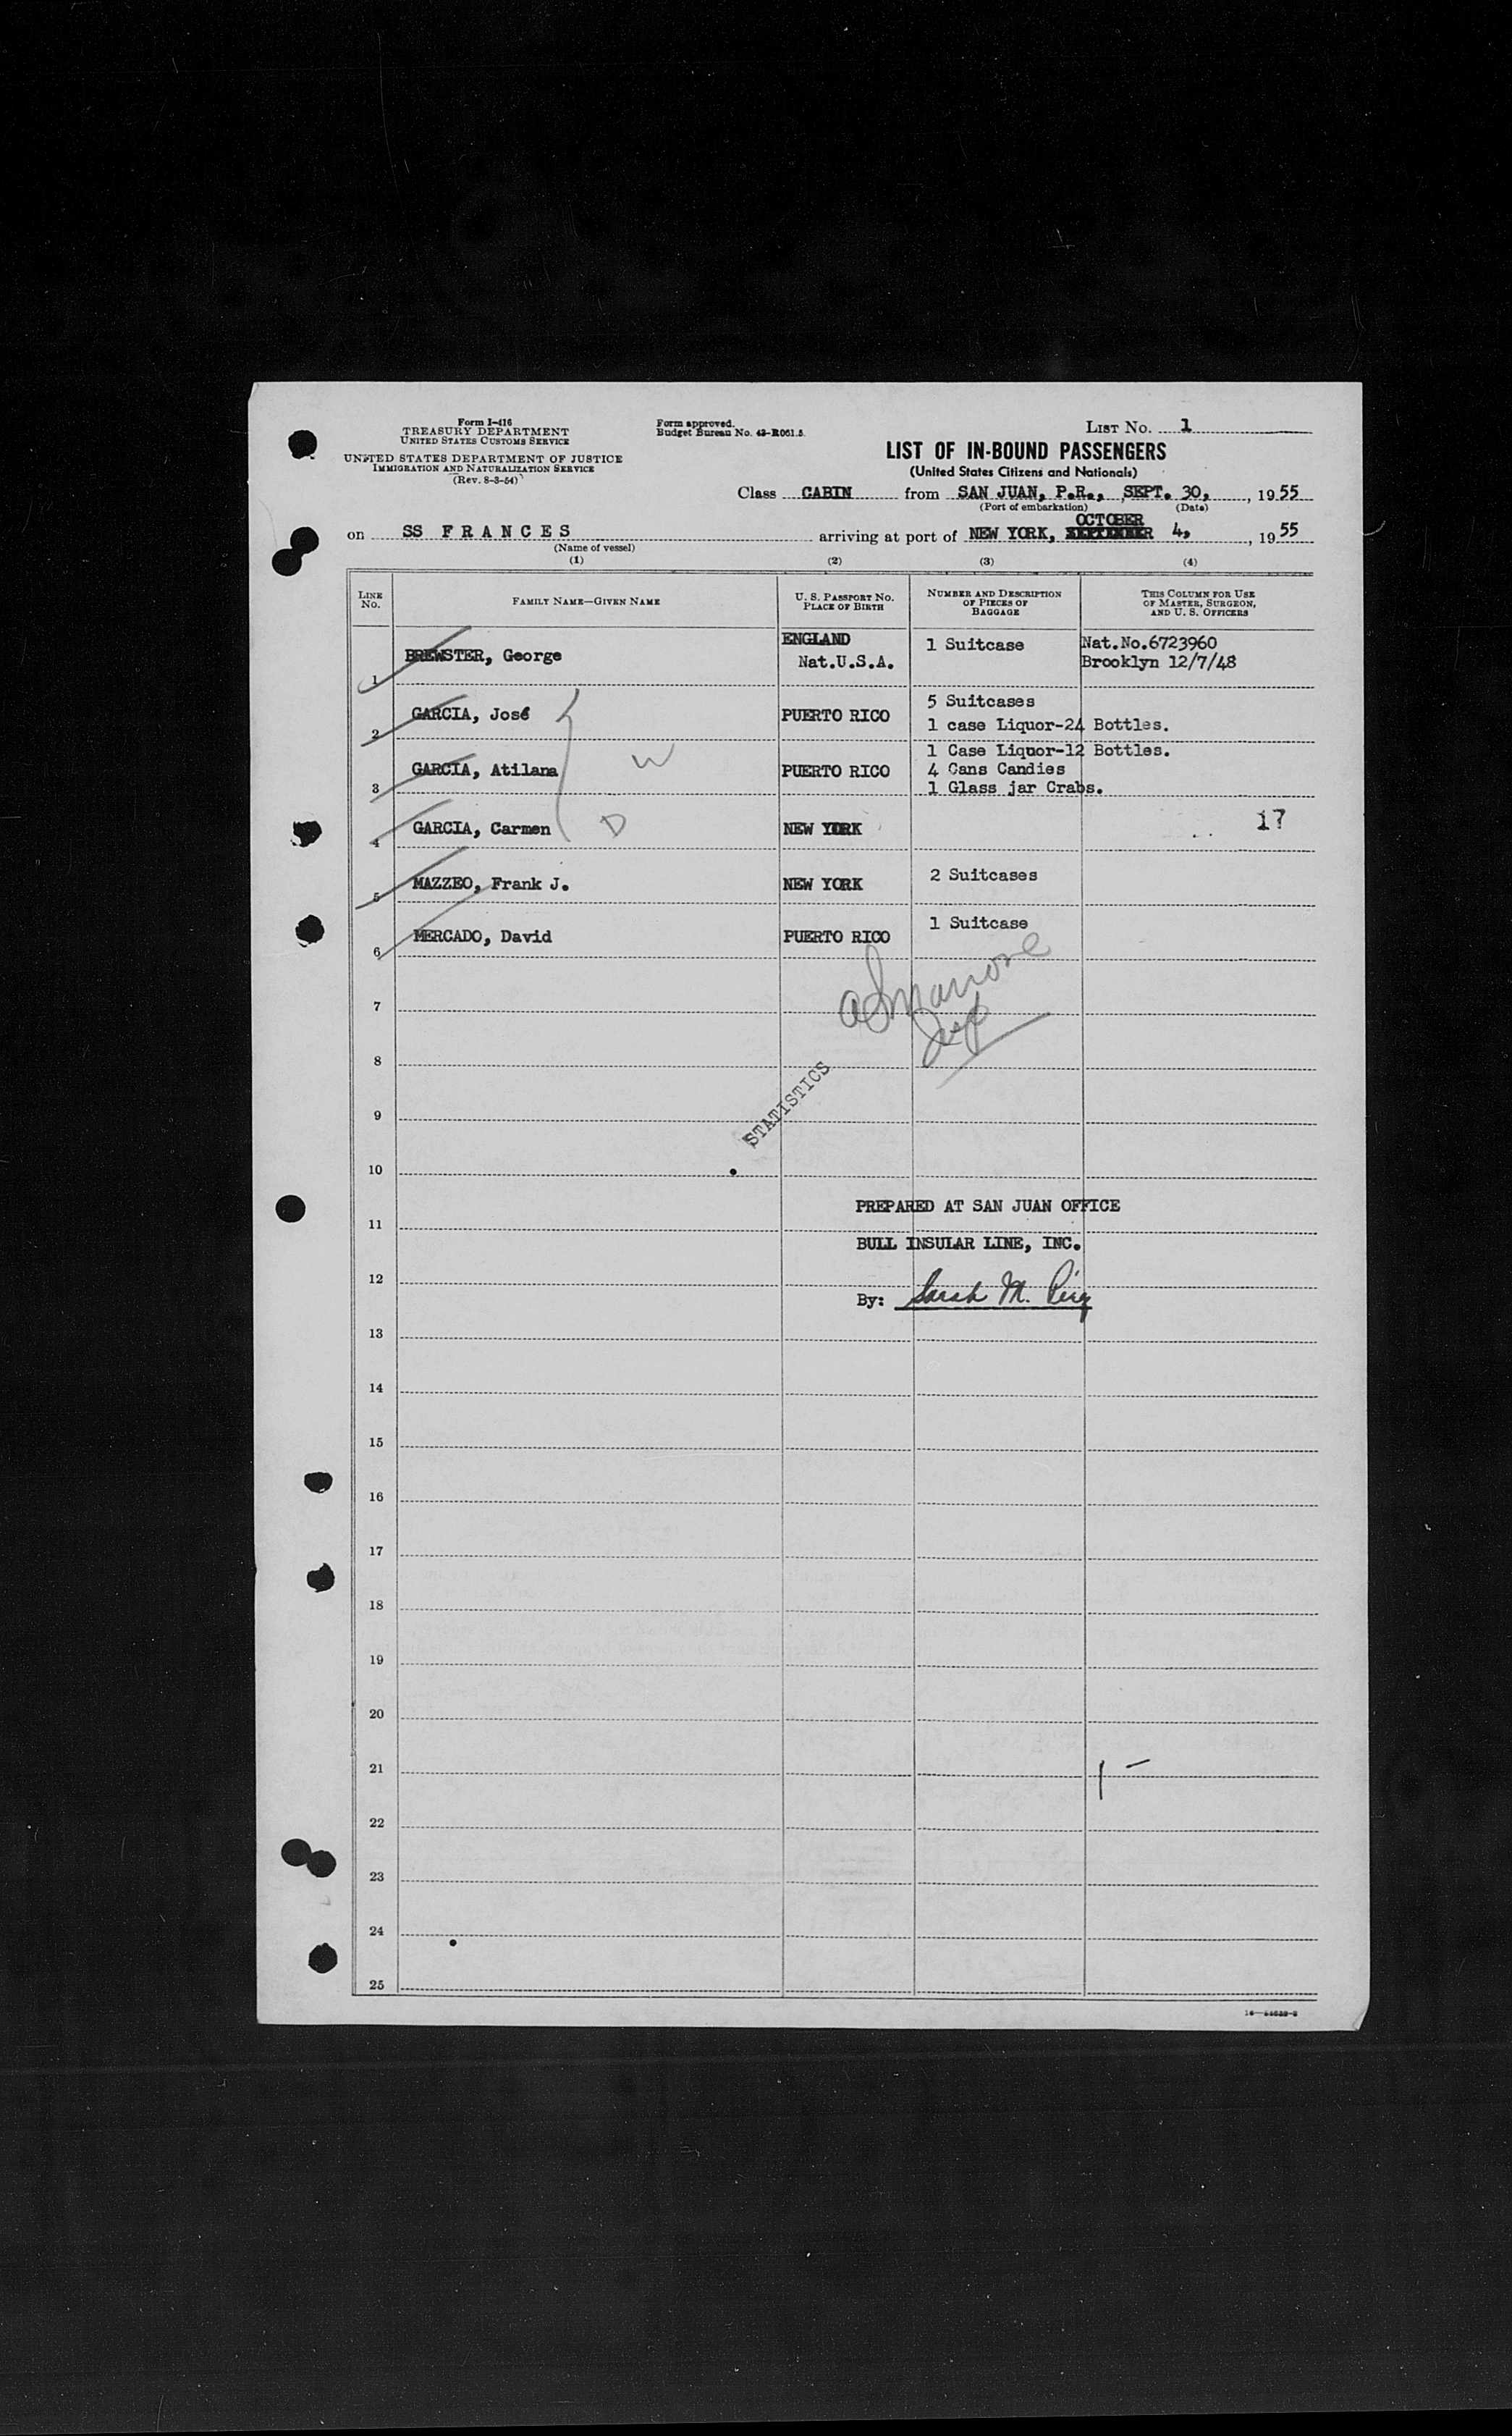 Form I-416
TREASURY DEPARTMENT
UNITED STATES CUSTOMS SERVICE
UNITED STATES DEPARTMENT OF JUSTICE
IMMIGRATION AND NATURALIZATION SERVICE
(Rev. 8-3-54)
Form approved.
Budget Bureau No. 43-R061.5.
LIST NO. 1
LIST OF IN-BOUND PASSENGERS
(United States Citizens and Nationals)
Class CABIN from SAN JUAN, P.R., SEPT. 30, , 1955
(Port of embarkation) (Date)
OCTOBER
on SS FRANCES arriving at port of NEW YORK, SEPTEMBER 4, , 1955
(Name of vessel)
(1) (2) (3) (4)
LINE NO. FAMILY NAME—GIVEN NAME U. S. PASSPORT NO. PLACE OF BIRTH NUMBER AND DESCRIPTION OF PIECES OF BAGGAGE THIS COLUMN FOR USE OF MASTER, SURGEON, AND U. S. OFFICERS
1 BREWSTER, George ENGLAND Nat.U.S.A. 1 Suitcase Nat.No.6723960 Brooklyn 12/7/48
2 GARCIA, José PUERTO RICO 5 Suitcases
1 case Liquor-24 Bottles.
3 GARCIA, Atilana W PUERTO RICO 1 Case Liquor-12 Bottles.
4 Cans Candies
1 Glass jar Crabs.
4 GARCIA, Carmen D NEW YORK 17
5 MAZZEO, Frank J. NEW YORK 2 Suitcases
6 MERCADO, David PUERTO RICO 1 Suitcase
7
8
STATISTICS
9
10
PREPARED AT SAN JUAN OFFICE
11
BULL INSULAR LINE, INC.
12
By: Sarah M.
13
14
15
16
17
18
19
20
21
22
23
24
25